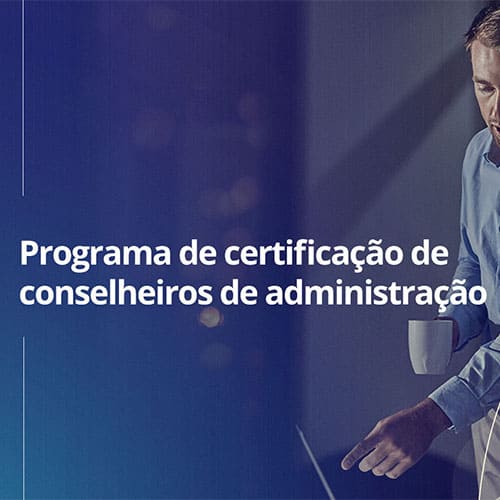 Programa de certificação de
conselheiros de administração